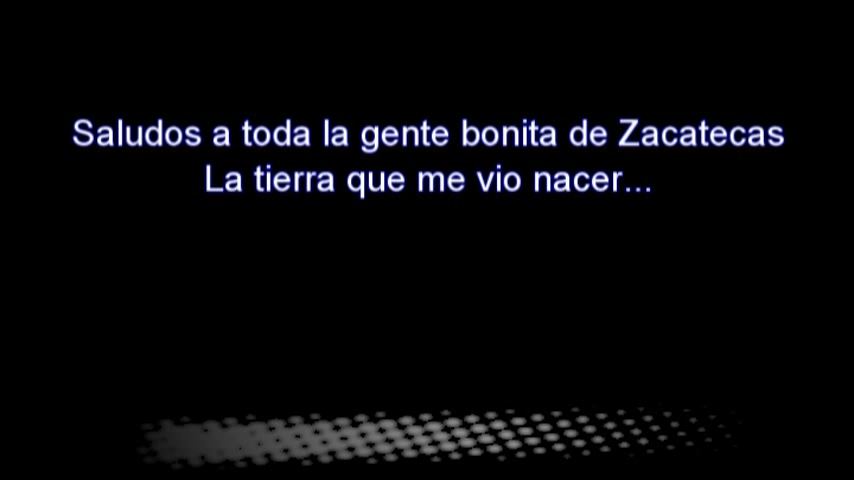 Saludos a toda la gente bonita de Zacatecas
La tierra que me vio nacer...